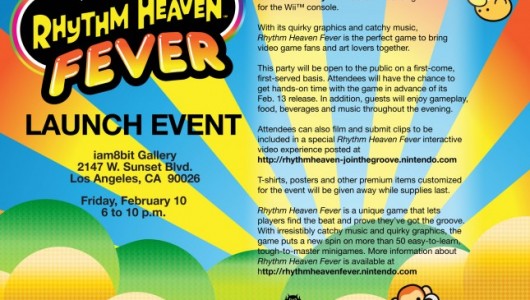 RHYTHM HEAVEN™
FEVER
LAUNCH EVENT
iam8bit Gallery
2147 W. Sunset Blvd.
Los Angeles, CA 90026
Friday, February 10
6 to 10 p.m.
for the Wii™ console.
With its quirky graphics and catchy music,
Rhythm Heaven Fever is the perfect game to bring
video game fans and art lovers together.
This party will be open to the public on a first-come,
first-served basis. Attendees will have the chance to
get hands-on time with the game in advance of its
Feb. 13 release. In addition, guests will enjoy gameplay,
food, beverages and music throughout the evening.
Attendees can also film and submit clips to be
included in a special Rhythm Heaven Fever interactive
video experience posted at
http://rhythmheaven-jointhegroove.nintendo.com
T-shirts, posters and other premium items customized
for the event will be given away while supplies last.
Rhythm Heaven Fever is a unique game that lets
players find the beat and prove they've got the groove.
With irresistibly catchy music and quirky graphics, the
game puts a new spin on more than 50 easy-to-learn,
tough-to-master minigames. More information about
Rhythm Heaven Fever is available at
http://rhythmheavenfever.nintendo.com